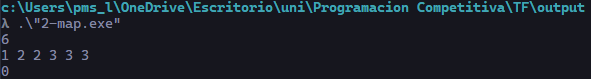 c:\Users\pms_l\OneDrive\Escritorio\uni\Programacion Competitiva\TF\output
λ .\"2-map.exe"
6
1 2 2 3 3 3
0